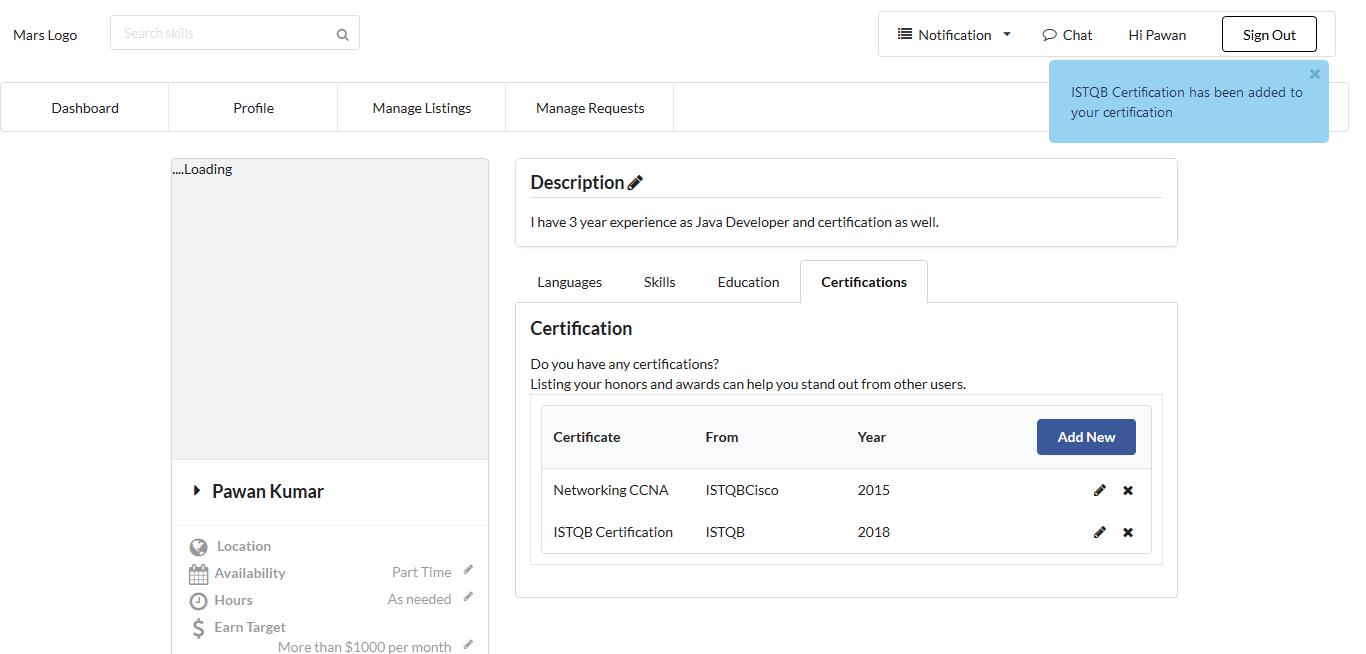 Mars Logo
Search skills
Notification
Chat
Hi Pawan
Sign Out
ISTQB Certification has been added to
your certification
Dashboard
Profile
Manage Listings
Manage Requests
....Loading
Pawan Kumar
Location
Availability
Part Time
Hours
As needed
Earn Target
More than $1000 per month
Description
I have 3 year experience as Java Developer and certification as well.
Languages
Skills
Education
Certifications
Certification
Do you have any certifications?
Listing your honors and awards can help you stand out from other users.
Certificate From Year Add New
Networking CCNA ISTQBCisco 2015
ISTQB Certification ISTQB 2018